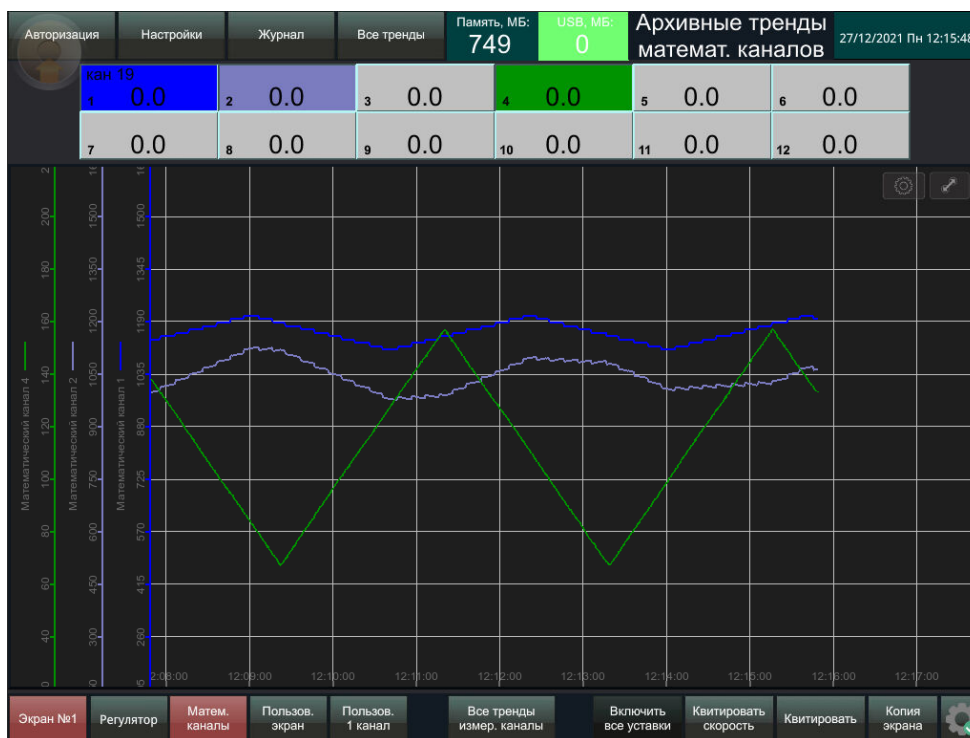 Авторизация
Настройки
Журнал
Все тренды
Память, МБ:
749
USB, МБ:
0
Архивные тренды
математ. каналов
27/12/2021 Пн 12:15:48
кан 19
1 0.0
2 0.0
3 0.0
4 0.0
5 0.0
6 0.0
7 0.0
8 0.0
9 0.0
10 0.0
11 0.0
12 0.0
Математический канал 4
200
180
160
140
120
100
80
60
40
Математический канал 2
1500
1350
1200
1050
900
750
600
450
300
Математический канал 1
1500
1345
1190
1035
880
725
570
415
260
2:08:00
12:09:00
12:10:00
12:11:00
12:12:00
12:13:00
12:14:00
12:15:00
12:16:00
12:17:00
Экран №1
Регулятор
Матем.
каналы
Пользов.
экран
Пользов.
1 канал
Все тренды
измер. каналы
Включить
все уставки
Квитировать
скорость
Квитировать
Копия
экрана